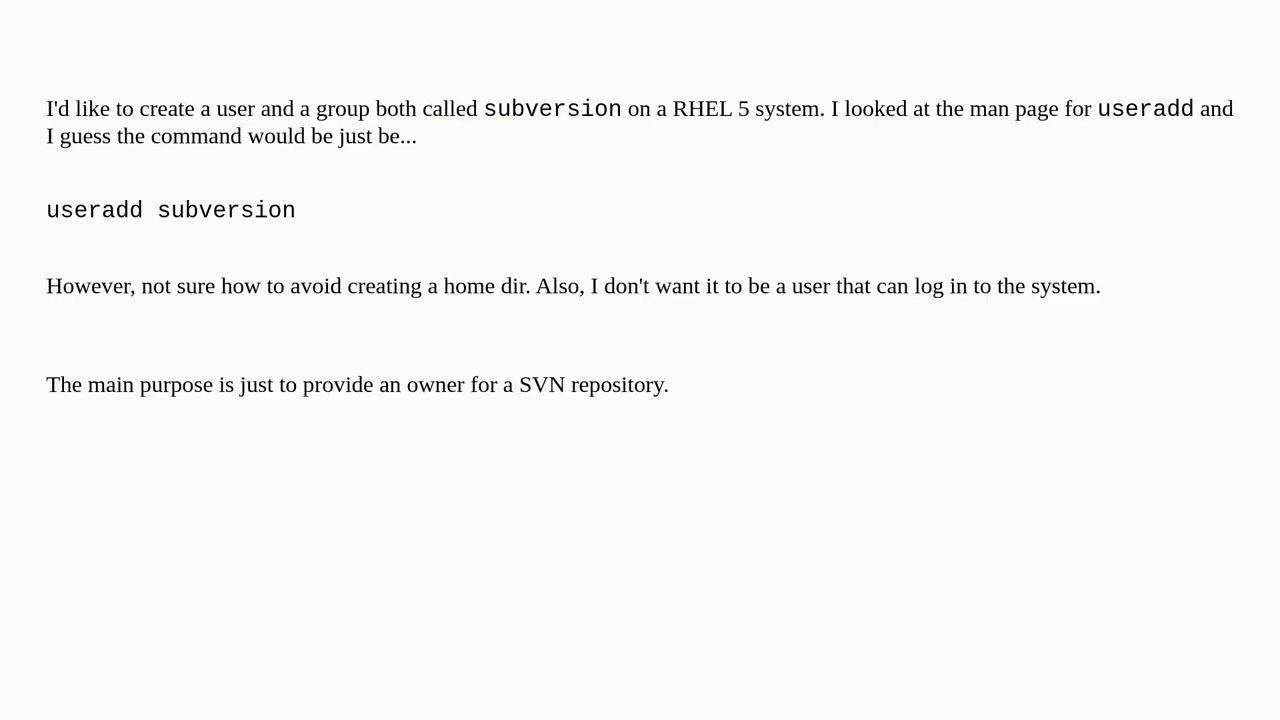 I'd like to create a user and a group both called subversion on a RHEL 5 system. I looked at the man page for useradd and
I guess the command would be just be...
useradd subversion
However, not sure how to avoid creating a home dir. Also, I don't want it to be a user that can log in to the system.
The main purpose is just to provide an owner for a SVN repository.